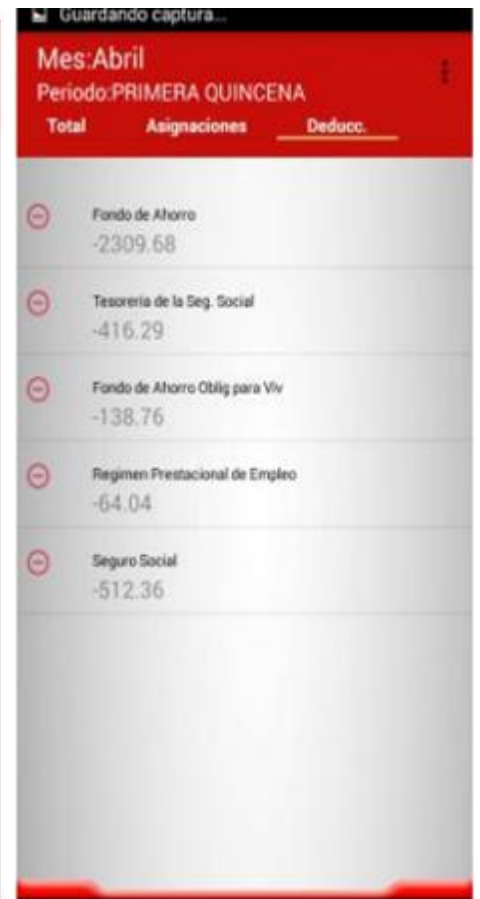 Guardando captura...
Mes:Abril
Periodo:PRIMERA QUINCENA
Total Asignaciones Deducc.
Fondo de Ahorro
-2309.68
Tesoreria de la Seg. Social
-416.29
Fondo de Ahorro Oblig para Viv
-138.76
Regimen Prestacional de Empleo
-64.04
Seguro Social
-512.36